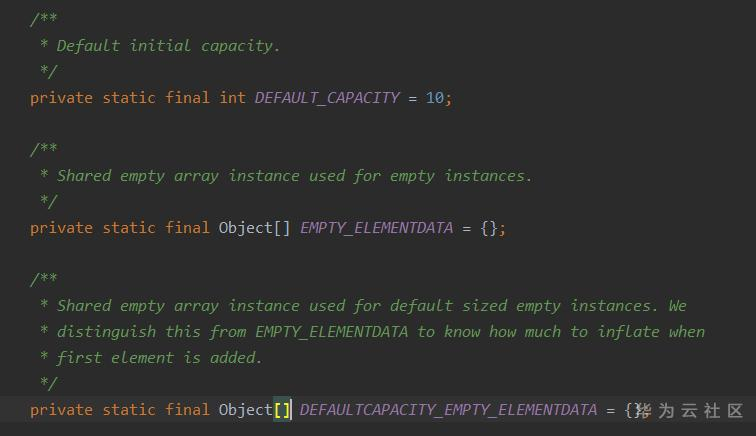 /**
* Default initial capacity.
*/
private static final int DEFAULT_CAPACITY = 10;
/**
* Shared empty array instance used for empty instances.
*/
private static final Object[] EMPTY_ELEMENTDATA = {};
/**
* Shared empty array instance used for default sized empty instances. We
* distinguish this from EMPTY_ELEMENTDATA to know how much to inflate when
* first element is added.
*/
private static final Object[] DEFAULTCAPACITY_EMPTY_ELEMENTDATA = {};
华为云社区